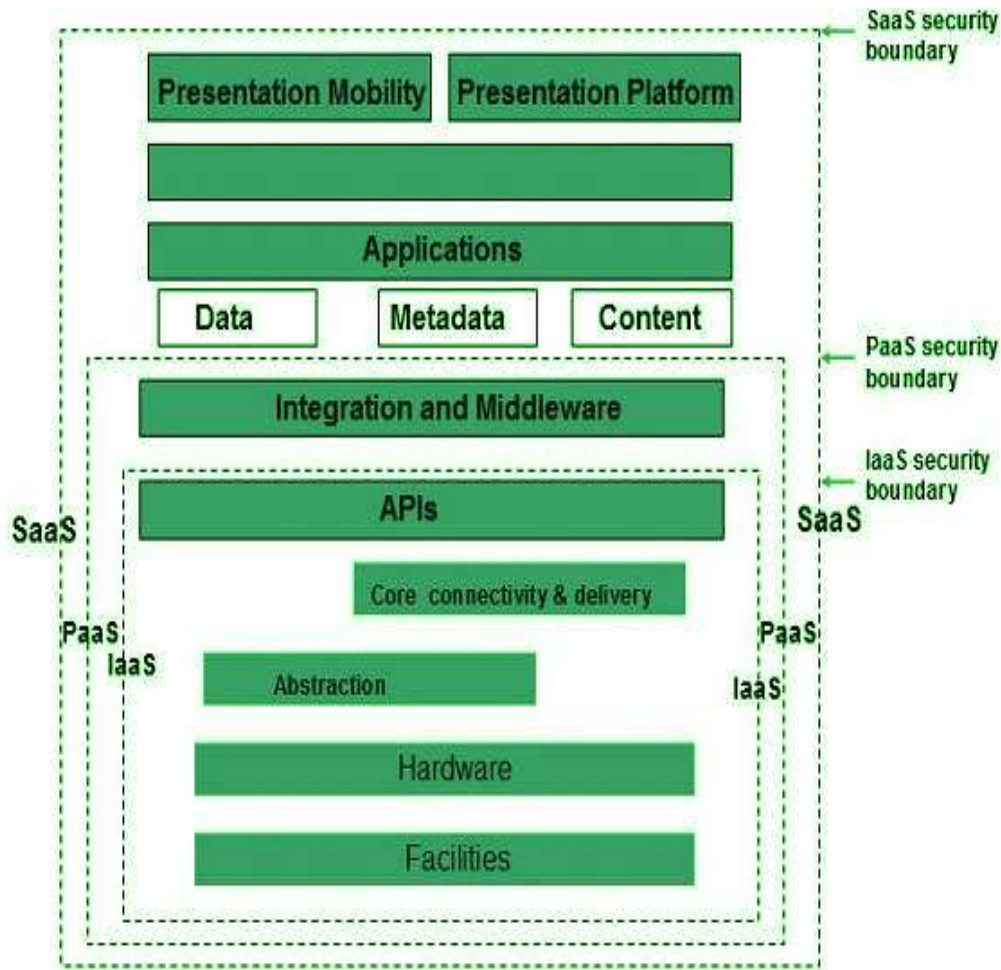 SaaS security
boundary
Presentation Mobility
Presentation Platform
Applications
Data
Metadata
Content
PaaS security
boundary
Integration and Middleware
IaaS security
boundary
APIs
SaaS
SaaS
Core connectivity & delivery
PaaS
PaaS
IaaS
IaaS
Abstraction
Hardware
Facilities